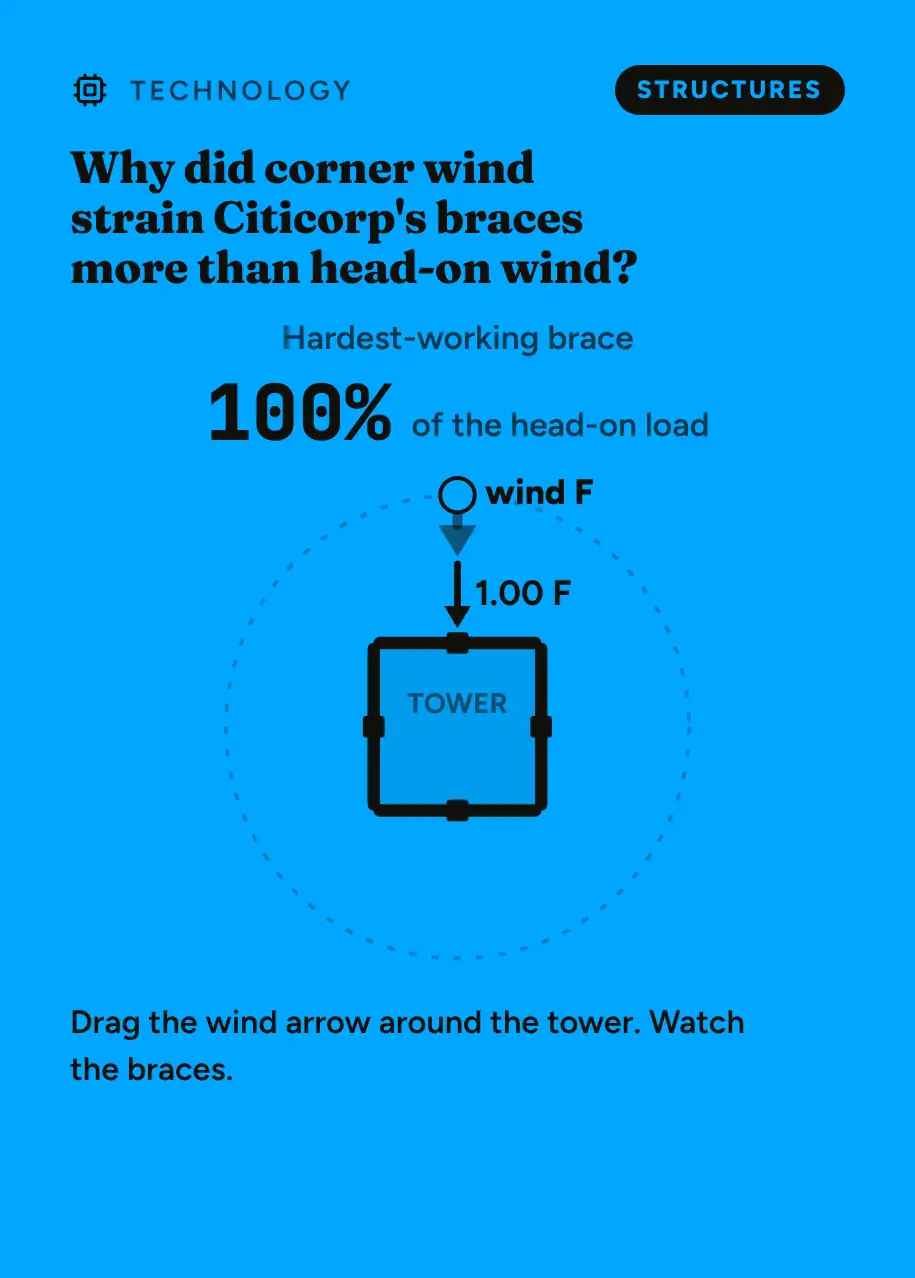 TECHNOLOGY
STRUCTURES
Why did corner wind
strain Citicorp's braces
more than head-on wind?
Hardest-working brace
100% of the head-on load
wind F
1.00 F
TOWER
Drag the wind arrow around the tower. Watch
the braces.